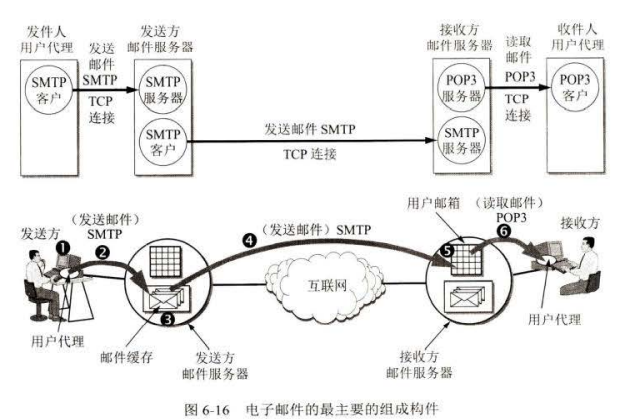 发件人
用户代理
发送
邮件
SMTP
TCP
连接
发送方
邮件服务器
接收方
邮件服务器
读取
邮件
POP3
TCP
连接
收件人
用户代理
SMTP
客户
SMTP
服务器
SMTP
客户
发送邮件 SMTP
TCP 连接
POP3
服务器
SMTP
服务器
POP3
客户
发送方
❶
(发送邮件)
SMTP
❷
❸
❹
(发送邮件) SMTP
用户邮箱
(读取邮件)
POP3
❺
❻
接收方
互联网
用户代理
邮件缓存
发送方
邮件服务器
接收方
邮件服务器
用户代理
图 6-16 电子邮件的最主要的组成构件